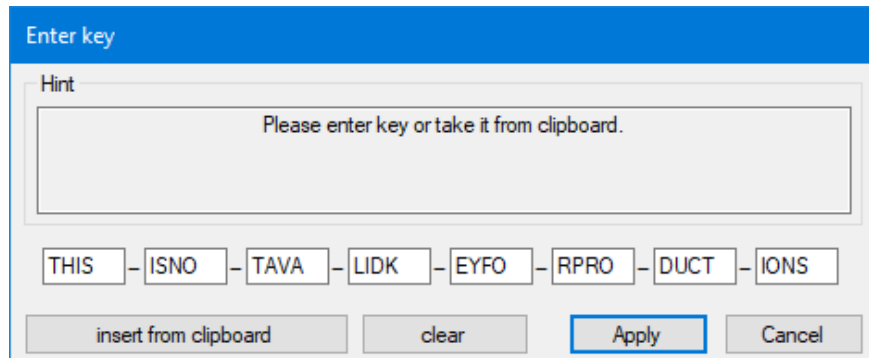 Enter key
Hint
Please enter key or take it from clipboard.
THIS – ISNO – TAVA – LIDK – EYFO – RPRO – DUCT – IONS
insert from clipboard clear Apply Cancel